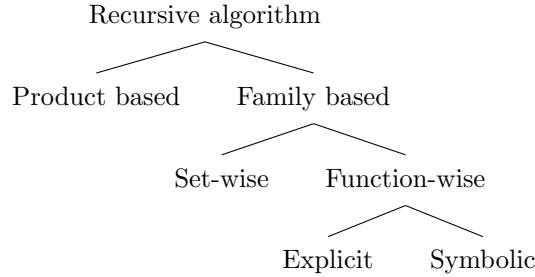 Recursive algorithm
Product based Family based
Set-wise Function-wise
Explicit Symbolic